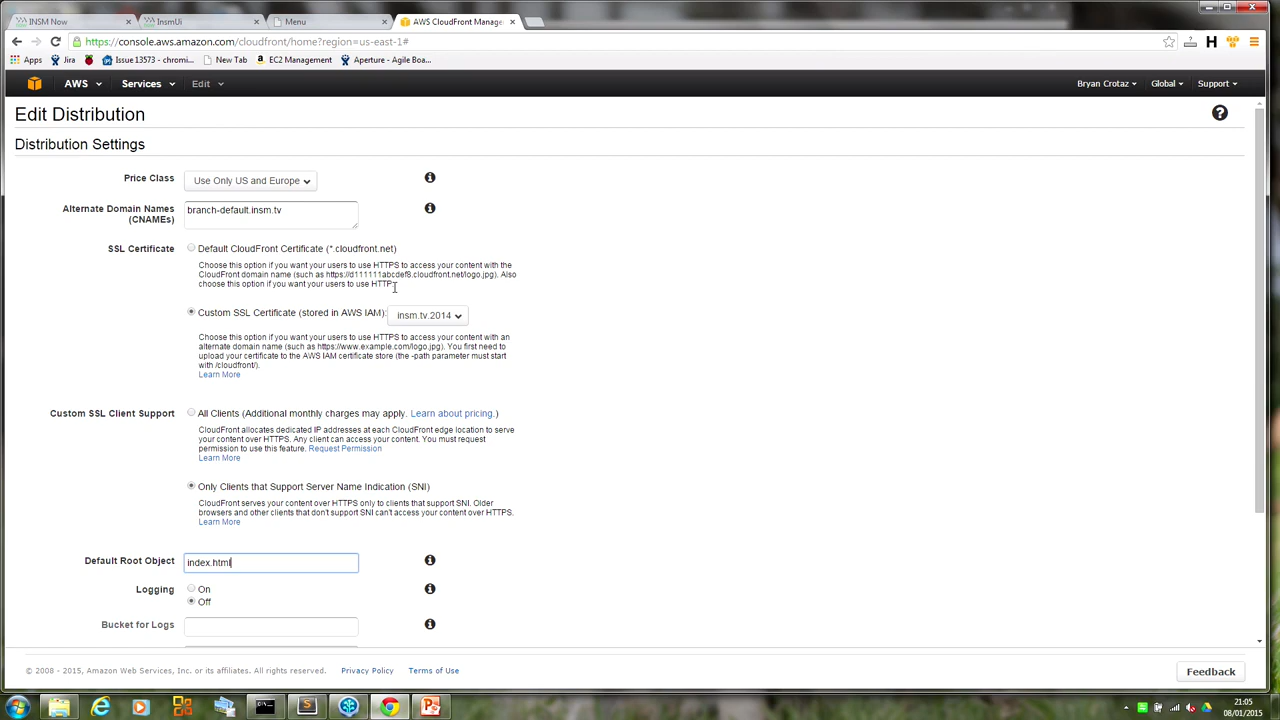 INSM Now
InsmUi
Menu
AWS CloudFront Manage
https://console.aws.amazon.com/cloudfront/home?region=us-east-1#
Apps
Jira
Issue 13573 - chromi...
New Tab
EC2 Management
Aperture - Agile Boa...
AWS
Services
Edit
Bryan Crotaz
Global
Support
Edit Distribution
Distribution Settings
Price Class
Use Only US and Europe
Alternate Domain Names
(CNAMEs)
branch-default.insm.tv
SSL Certificate
Default CloudFront Certificate (*.cloudfront.net)
Choose this option if you want your users to use HTTPS to access your content with the
CloudFront domain name (such as https://d111111abcdef8.cloudfront.net/logo.jpg). Also
choose this option if you want your users to use HTTP.
Custom SSL Certificate (stored in AWS IAM):
insm.tv.2014
Choose this option if you want your users to use HTTPS to access your content with an
alternate domain name (such as https://www.example.com/logo.jpg). You first need to
upload your certificate to the AWS IAM certificate store (the -path parameter must start
with /cloudfront/).
Learn More
Custom SSL Client Support
All Clients (Additional monthly charges may apply. Learn about pricing.)
CloudFront allocates dedicated IP addresses at each CloudFront edge location to serve
your content over HTTPS. Any client can access your content. You must request
permission to use this feature. Request Permission
Learn More
Only Clients that Support Server Name Indication (SNI)
CloudFront serves your content over HTTPS only to clients that support SNI. Older
browsers and other clients that don't support SNI can't access your content over HTTPS.
Learn More
Default Root Object
index.html
Logging
On
Off
Bucket for Logs
© 2008 - 2015, Amazon Web Services, Inc. or its affiliates. All rights reserved.
Privacy Policy
Terms of Use
Feedback
21:05
08/01/2015